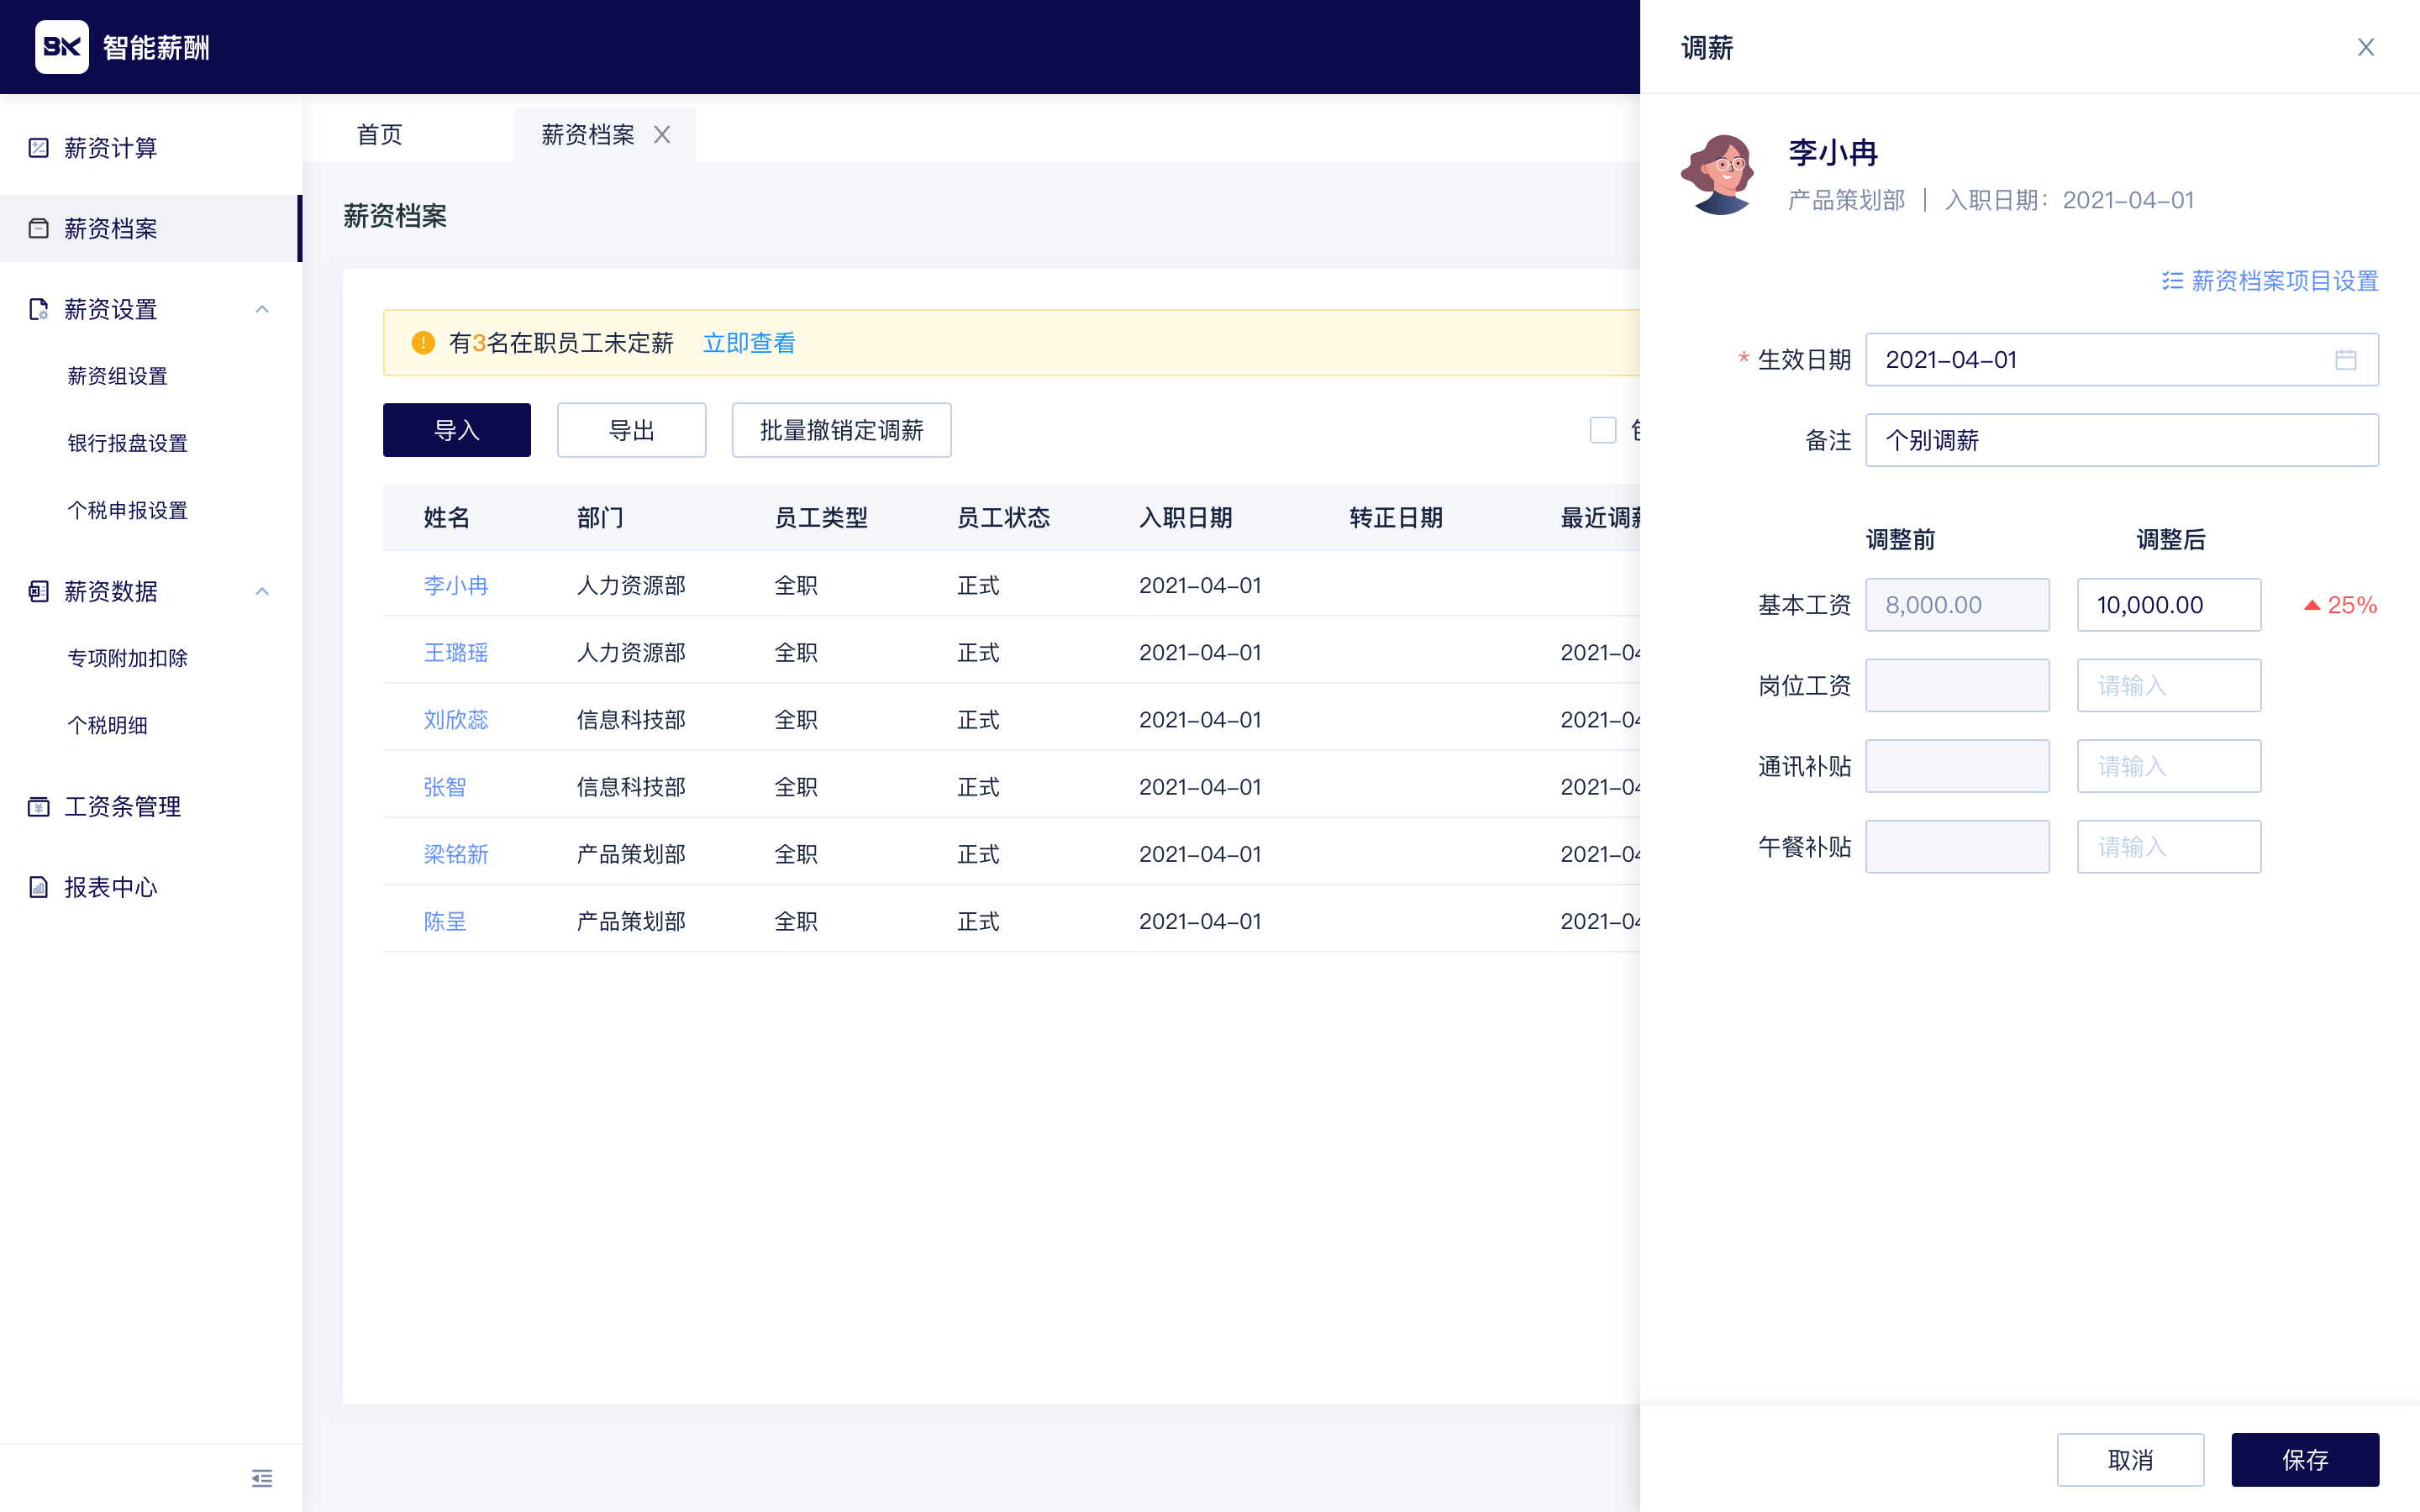 BK 智能薪酬
薪资计算
薪资档案
薪资设置
薪资组设置
银行报盘设置
个税申报设置
薪资数据
专项附加扣除
个税明细
工资条管理
报表中心
首页 薪资档案
薪资档案
有3名在职员工未定薪 立即查看
导入 导出 批量撤销定调薪
姓名 部门 员工类型 员工状态 入职日期 转正日期 最近调
李小冉 人力资源部 全职 正式 2021-04-01
王璐瑶 人力资源部 全职 正式 2021-04-01 2021-04
刘欣蕊 信息科技部 全职 正式 2021-04-01 2021-04
张智 信息科技部 全职 正式 2021-04-01 2021-04
梁铭新 产品策划部 全职 正式 2021-04-01 2021-04
陈呈 产品策划部 全职 正式 2021-04-01 2021-04
调薪
李小冉
产品策划部 | 入职日期：2021-04-01
薪资档案项目设置
* 生效日期 2021-04-01
备注 个别调薪
调整前 调整后
基本工资 8,000.00 10,000.00 25%
岗位工资 请输入
通讯补贴 请输入
午餐补贴 请输入
取消 保存